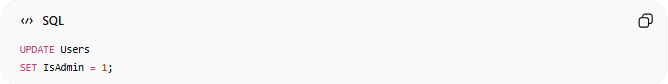 SQL
UPDATE Users
SET IsAdmin = 1;